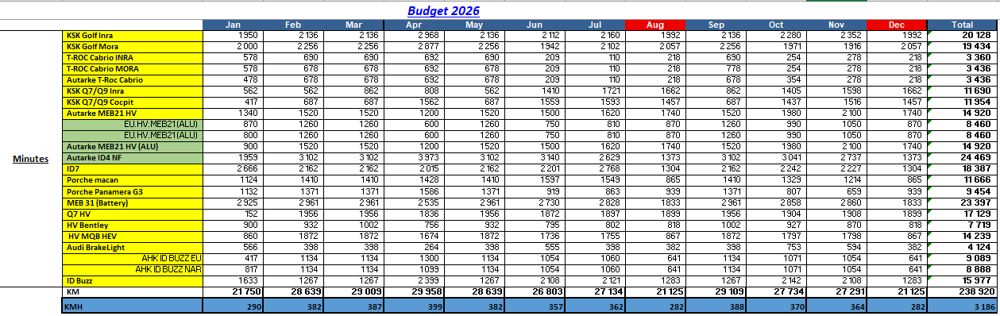 Budget 2026
Jan Feb Mar Apr May Jun Jul Aug Sep Oct Nov Dec Total
KSK Golf Inra 1950 2 136 2 136 2 968 2 136 2 112 2 160 1992 2 136 2 280 2 352 1992 20 128
KSK Golf Mora 2 000 2 256 2 256 2 877 2 256 1942 2 102 2 057 2 256 1971 1916 2 057 19 434
T-ROC Cabrio INRA 578 690 690 692 690 209 110 218 690 254 278 218 3 360
T-ROC Cabrio MORA 578 678 678 692 678 209 110 218 778 254 278 218 3 436
Autarke T-Roc Cabrio 478 678 678 692 678 209 110 218 678 354 278 218 3 436
KSK Q7/Q9 Inra 562 562 862 808 562 1410 1721 1662 862 1405 1598 1662 11 690
KSK Q7/Q9 Cocpit 417 687 687 1562 687 1559 1593 1457 687 1437 1516 1457 11 954
Autarke MEB21 HV 1340 1520 1520 1200 1520 1500 1620 1740 1520 1980 2 100 1740 14 920
EU.HV.MEB21(ALU) 870 1260 1260 600 1260 750 810 870 1260 990 1050 870 8 460
EU.HV.MEB21(ALU) 800 1260 1260 600 1260 750 810 870 1260 990 1050 870 8 460
Autarke MEB21 HV (ALU) 900 1520 1520 1200 1520 1500 1620 1740 1520 1980 2 100 1740 14 920
Minutes
Autarke ID4 NF 1959 3 102 3 102 3 973 3 102 3 140 2 629 1373 3 102 3 041 2 737 1373 24 469
ID7 2 666 2 162 2 162 2 015 2 162 2 201 2 768 1304 2 162 2 242 2 227 1304 18 387
Porche macan 1124 1410 1410 1428 1410 1597 1549 865 1410 1329 1214 865 11 666
Porche Panamera G3 1132 1371 1371 1586 1371 919 863 939 1371 807 659 939 9 454
MEB 31 (Battery) 2 925 2 961 2 961 2 535 2 961 2 730 2 828 1833 2 961 2 858 2 860 1833 23 397
Q7 HV 152 1956 1956 1836 1956 1872 1897 1899 1956 1904 1908 1899 17 129
HV Bentley 900 932 1002 756 932 795 802 818 1002 927 870 818 7 719
HV MQB HEV 860 1872 1872 1674 1872 1736 1755 867 1872 1797 1798 867 14 239
Audi BrakeLight 566 398 398 264 398 555 398 382 398 753 594 382 4 124
AHK ID BUZZ EU 417 1134 1134 1300 1134 1054 1060 641 1134 1071 1054 641 9 089
AHK ID BUZZ NAR 817 1134 1134 1099 1134 1054 1060 641 1134 1071 1054 641 8 888
ID Buzz 1633 1267 1267 2 399 1267 2 108 2 121 1283 1267 2 142 2 108 1283 15 977
KM 21 750 28 639 29 009 29 958 28 639 26 803 27 134 21 125 29 109 27 734 27 291 21 125 238 920
KMH 290 382 387 399 382 357 362 282 388 370 364 282 3 186